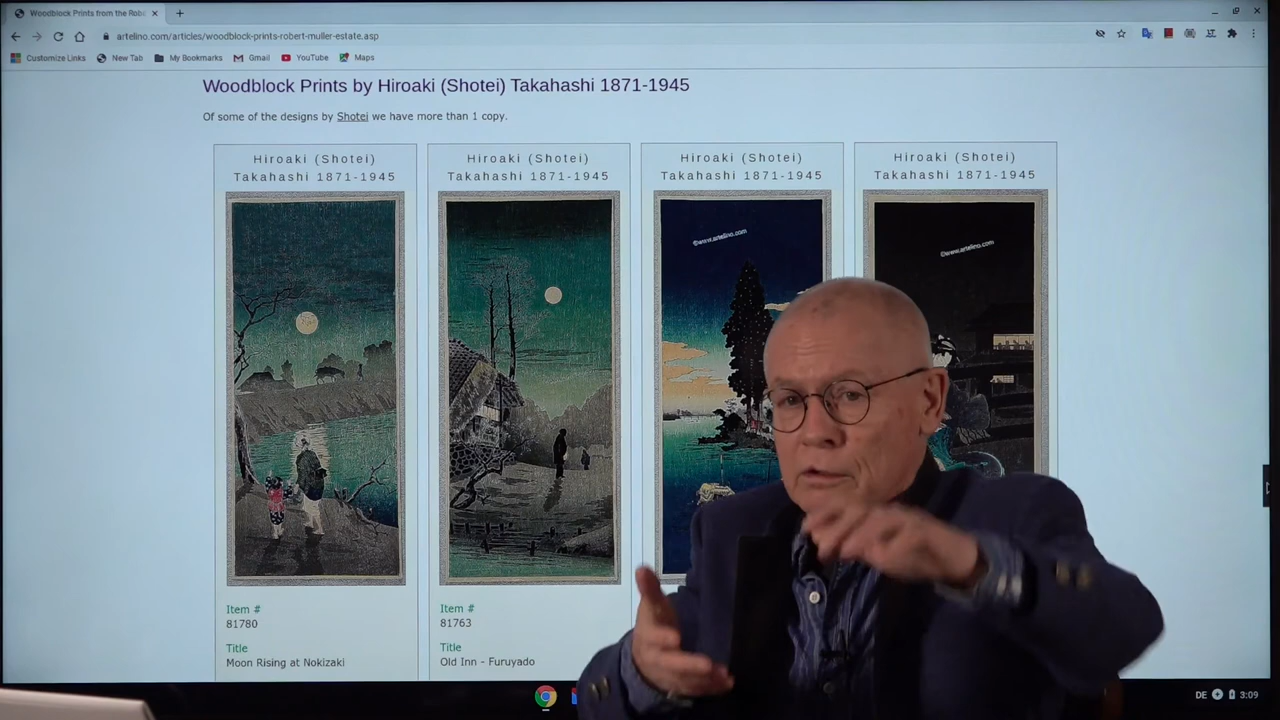 Woodblock Prints from the Rob
artelino.com/articles/woodblock-prints-robert-muller-estate.asp
Customize Links
New Tab
My Bookmarks
Gmail
YouTube
Maps
Woodblock Prints by Hiroaki (Shotei) Takahashi 1871-1945
Of some of the designs by Shotei we have more than 1 copy.
Hiroaki (Shotei)
Takahashi 1871-1945
Hiroaki (Shotei)
Takahashi 1871-1945
Hiroaki (Shotei)
Takahashi 1871-1945
Hiroaki (Shotei)
Takahashi 1871-1945
©www.artelino.com
©www.artelino.com
Item #
81780
Title
Moon Rising at Nokizaki
Item #
81763
Title
Old Inn - Furuyado
DE
3:09